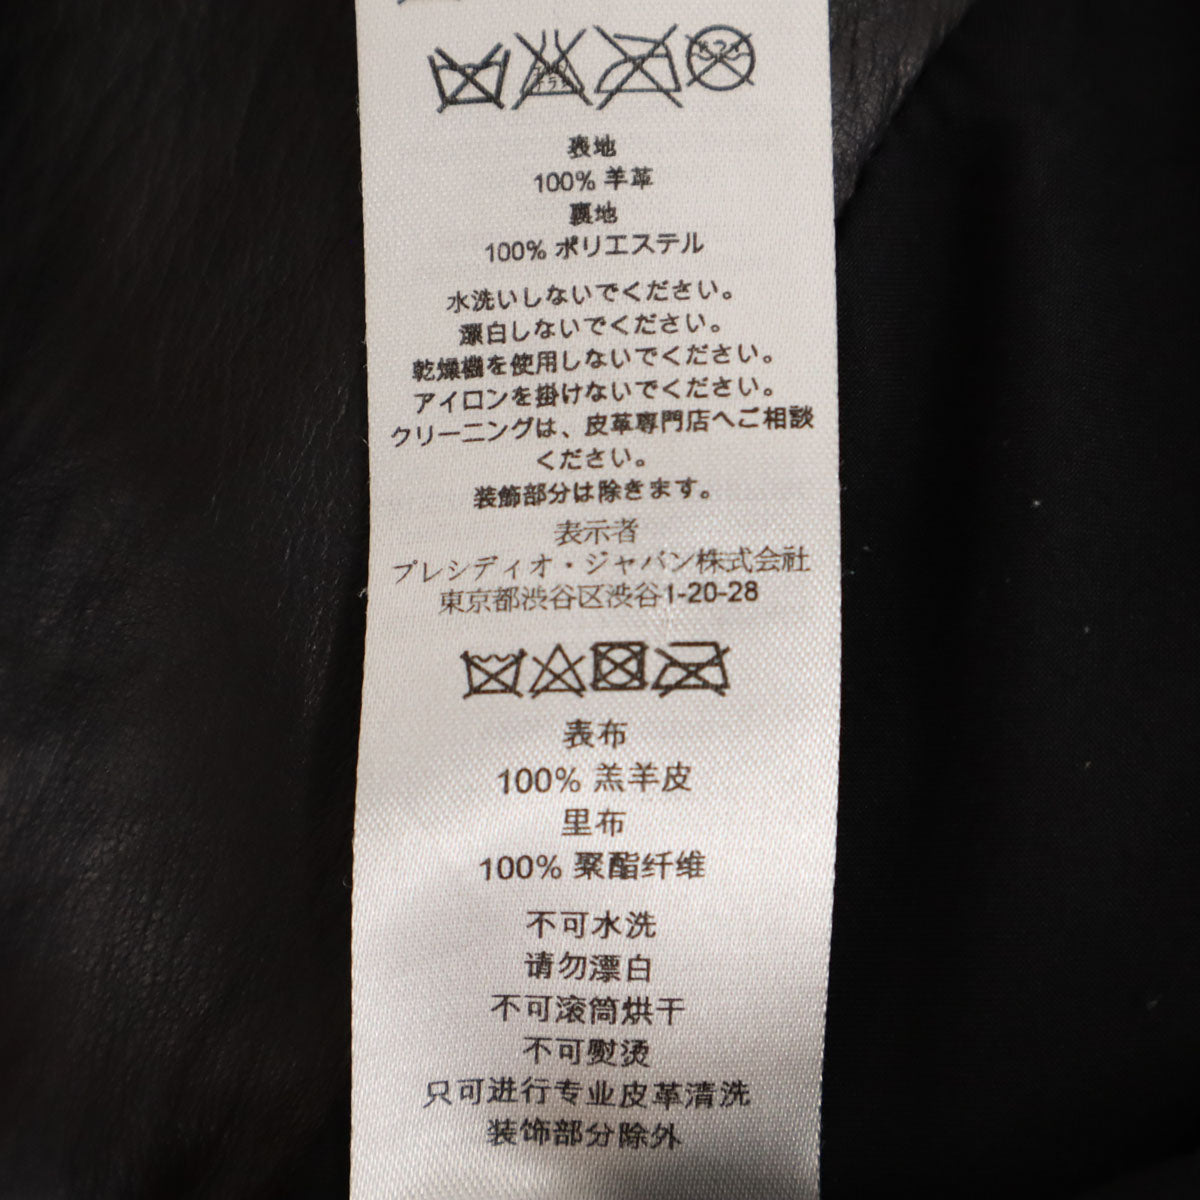 表地
100% 羊革
裏地
100% ポリエステル
水洗いしないでください。
漂白しないでください。
乾燥機を使用しないでください。
アイロンを掛けないでください。
クリーニングは、皮革専門店へご相談
ください。
装飾部分は除きます。
表示者
プレシディオ・ジャパン株式会社
東京都渋谷区渋谷1-20-28
表布
100% 羔羊皮
里布
100% 聚酯纤维
不可水洗
请勿漂白
不可滚筒烘干
不可熨烫
只可进行专业皮革清洗
装饰部分除外